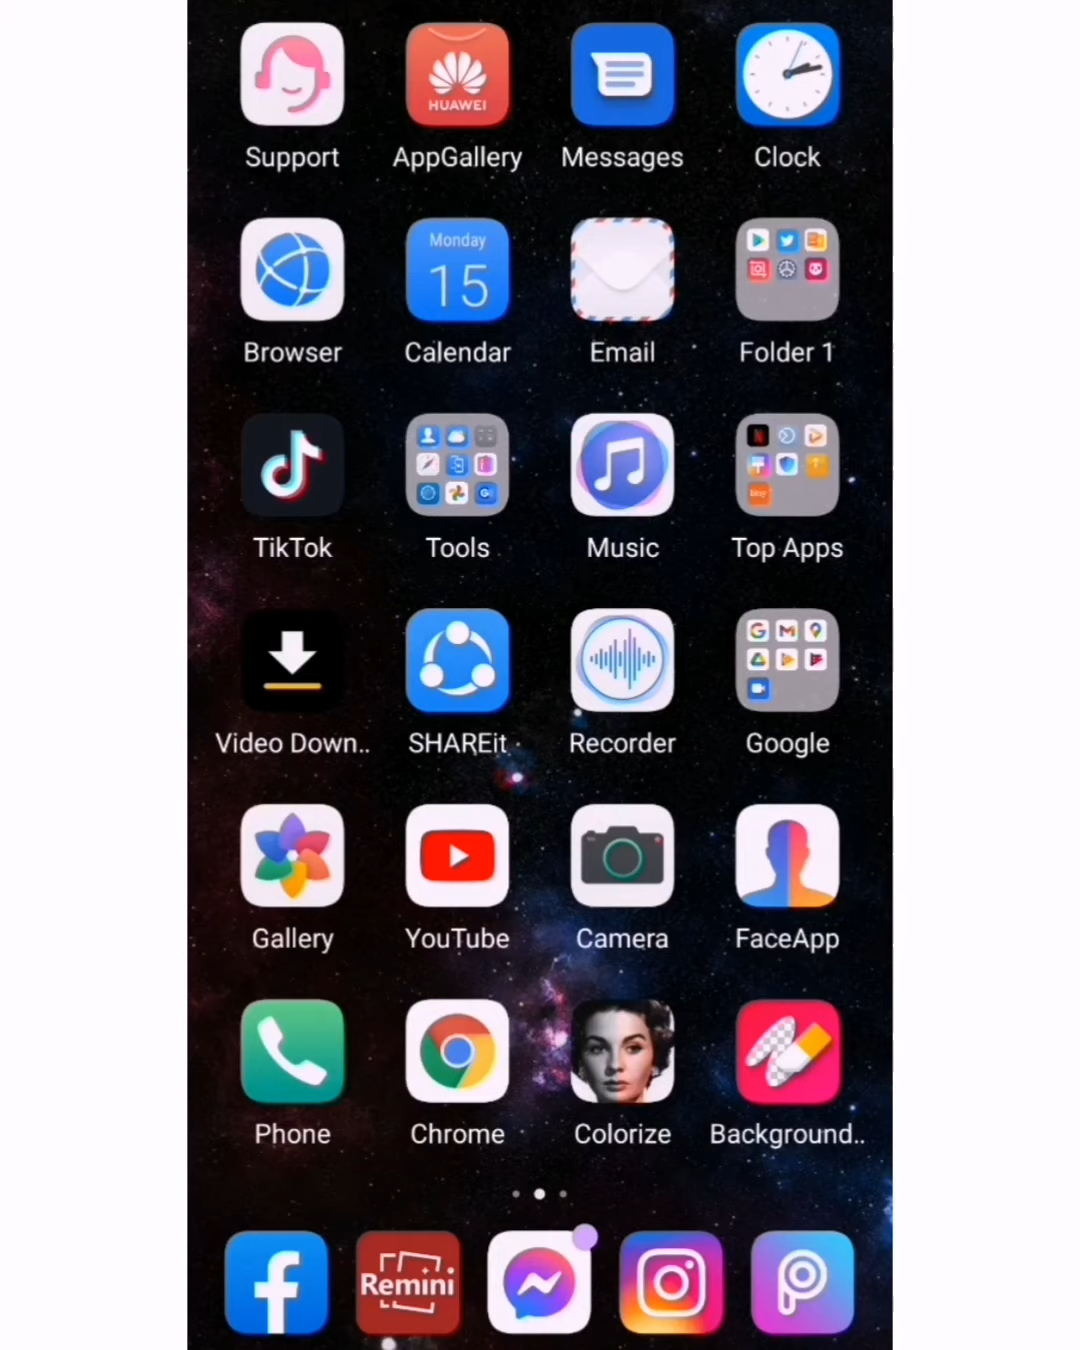 HUAWEI
Support
AppGallery
Messages
Clock
Monday
15
Browser
Calendar
Email
Folder 1
TikTok
Tools
Music
Top Apps
Video Down..
SHAREit
Recorder
Google
Gallery
YouTube
Camera
FaceApp
Phone
Chrome
Colorize
Background..
Remini